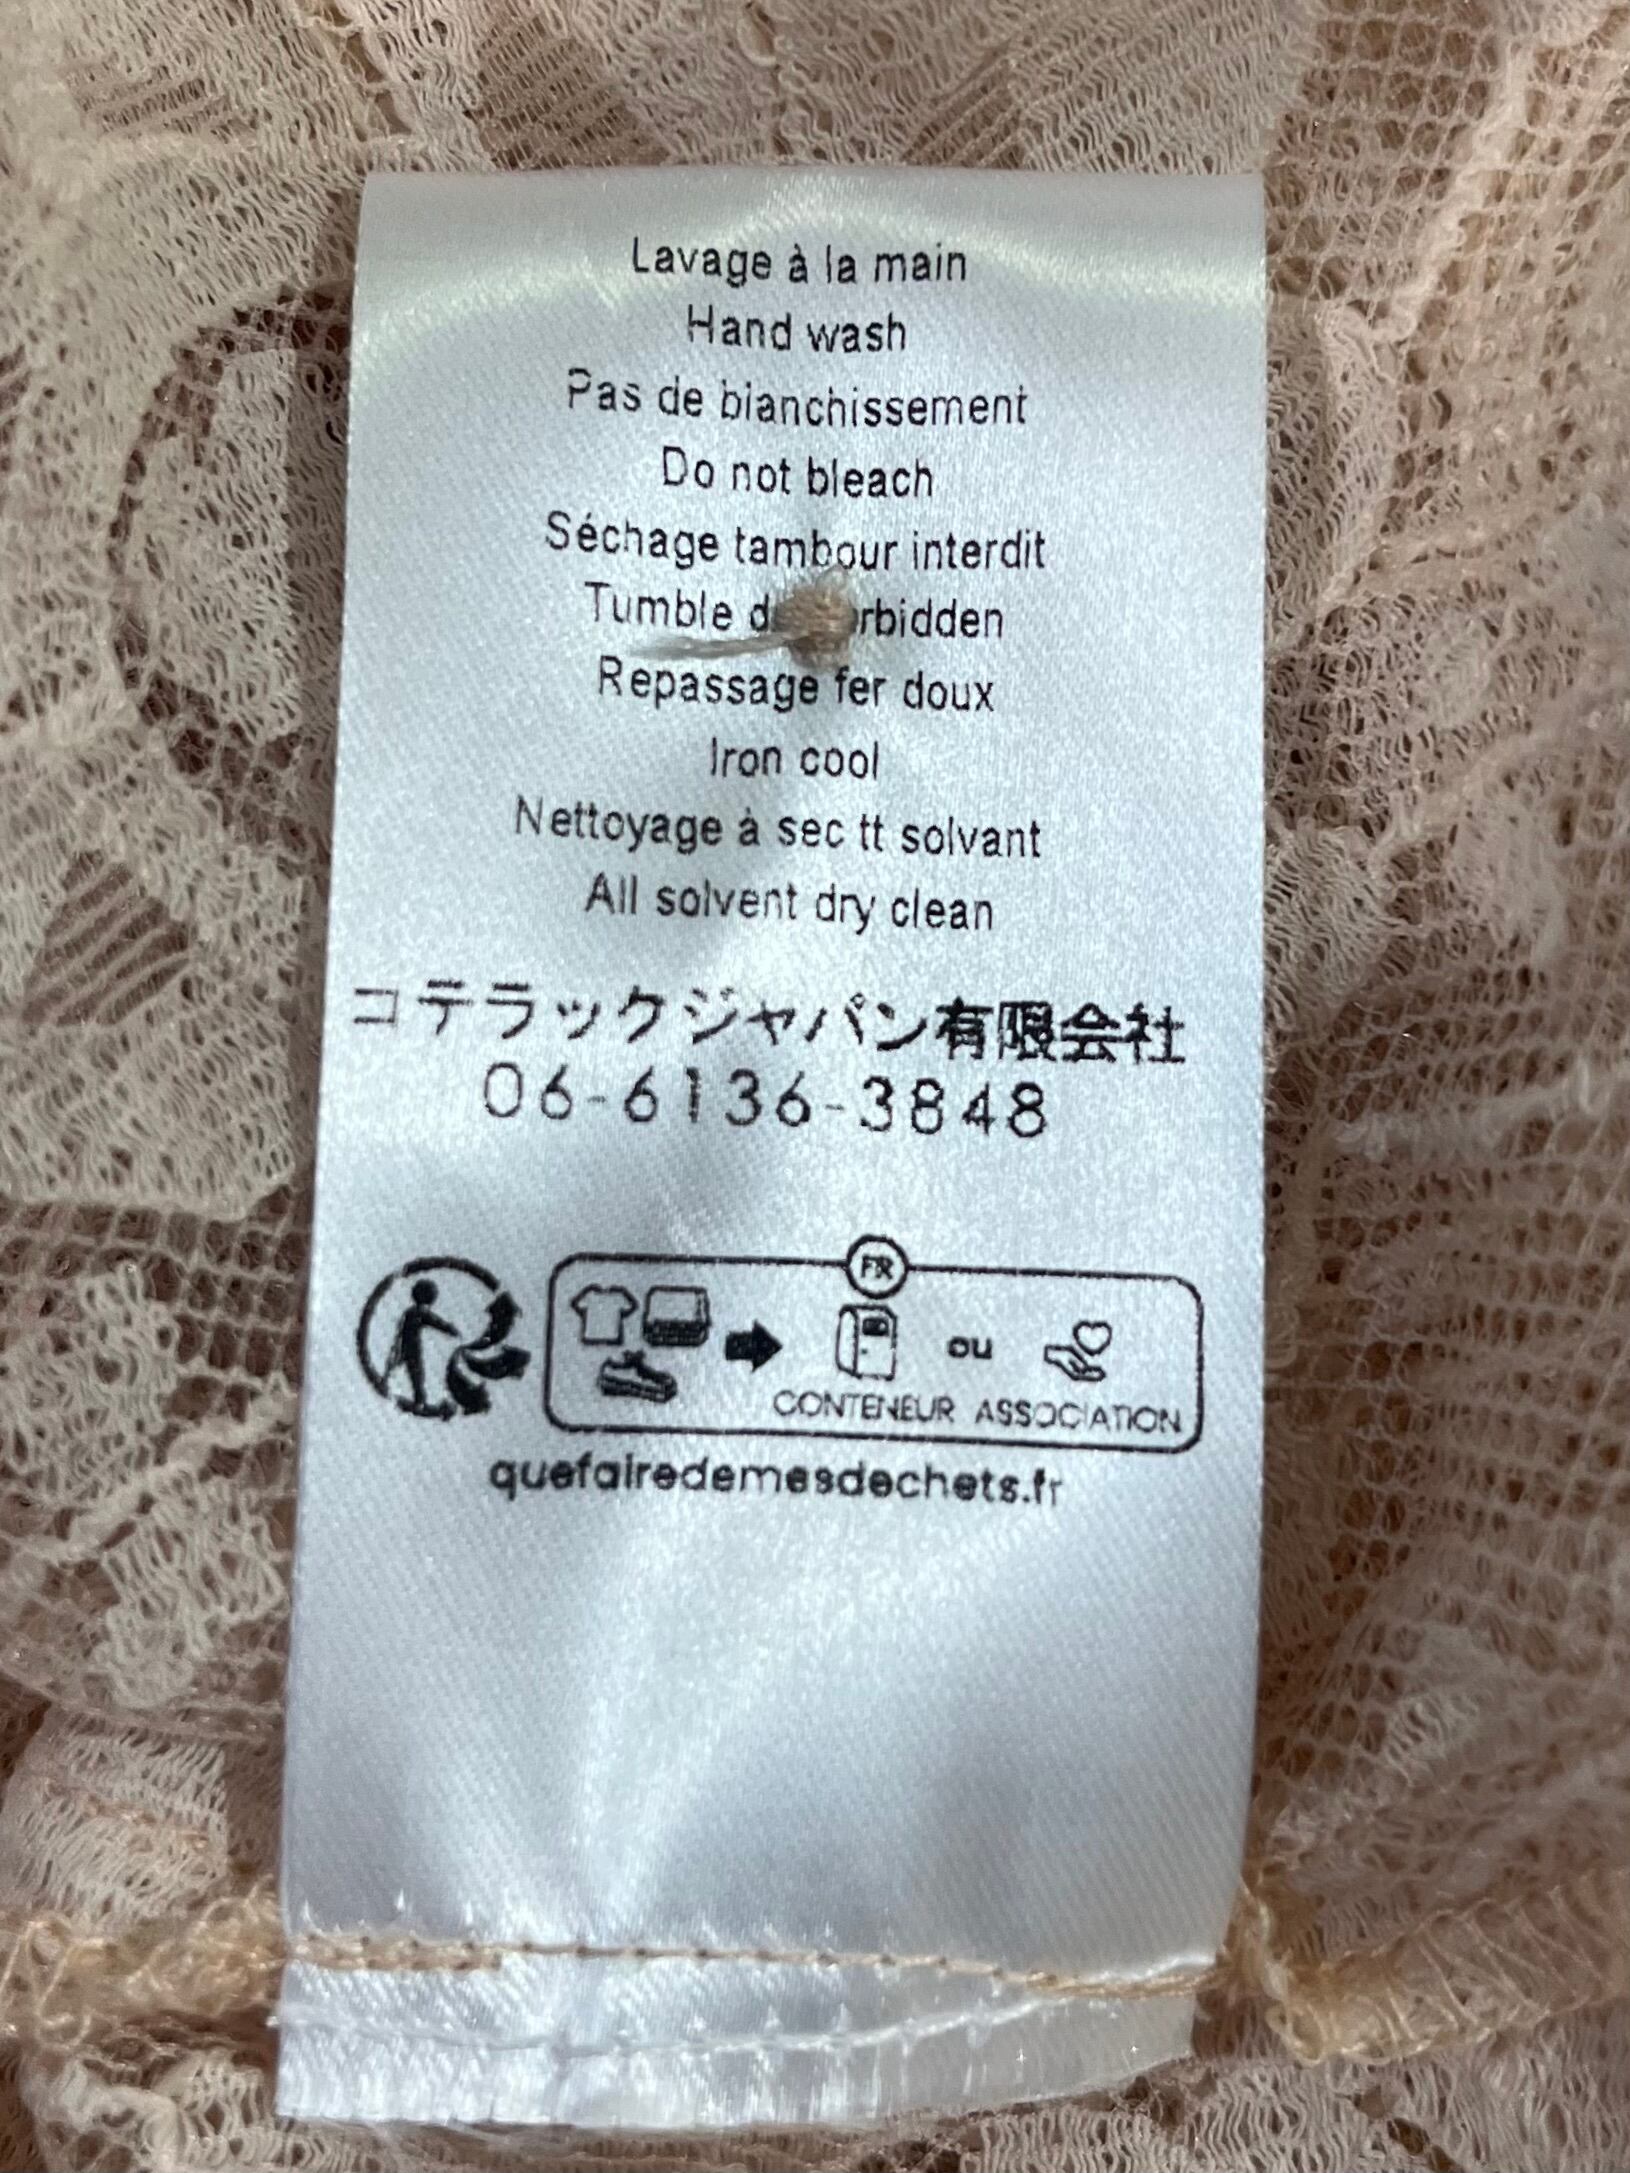 Lavage à la main
Hand wash
Pas de bianchissement
Do not bleach
Séchage tambour interdit
Tumble
Repassage fer doux
Iron cool
Nettoyage à sec tt solvant
All solvent dry clean
コテラックジャパン有限会社
06-6136-3848
FR
ou
CONTENEUR ASSOCIATION
quefairedemesdechets.fr